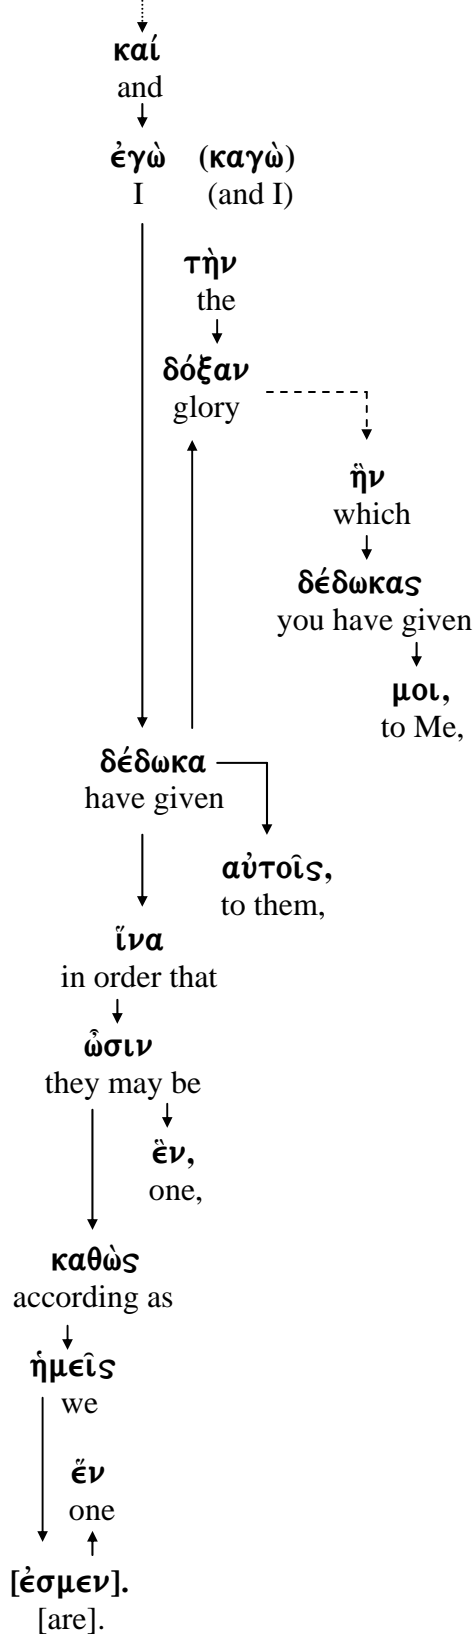 καί
and
ἐγὼ (καγὼ)
I (and I)
τὴν
the
δόξαν
glory
ἣν
which
δέδωκας
you have given
μοι,
to Me,
δέδωκα
have given
αὐτοῖς,
to them,
ἵνα
in order that
ὦσιν
they may be
ἓν,
one,
καθὼς
according as
ἡμεῖς
we
ἕν
one
[ἐσμεν].
[are].